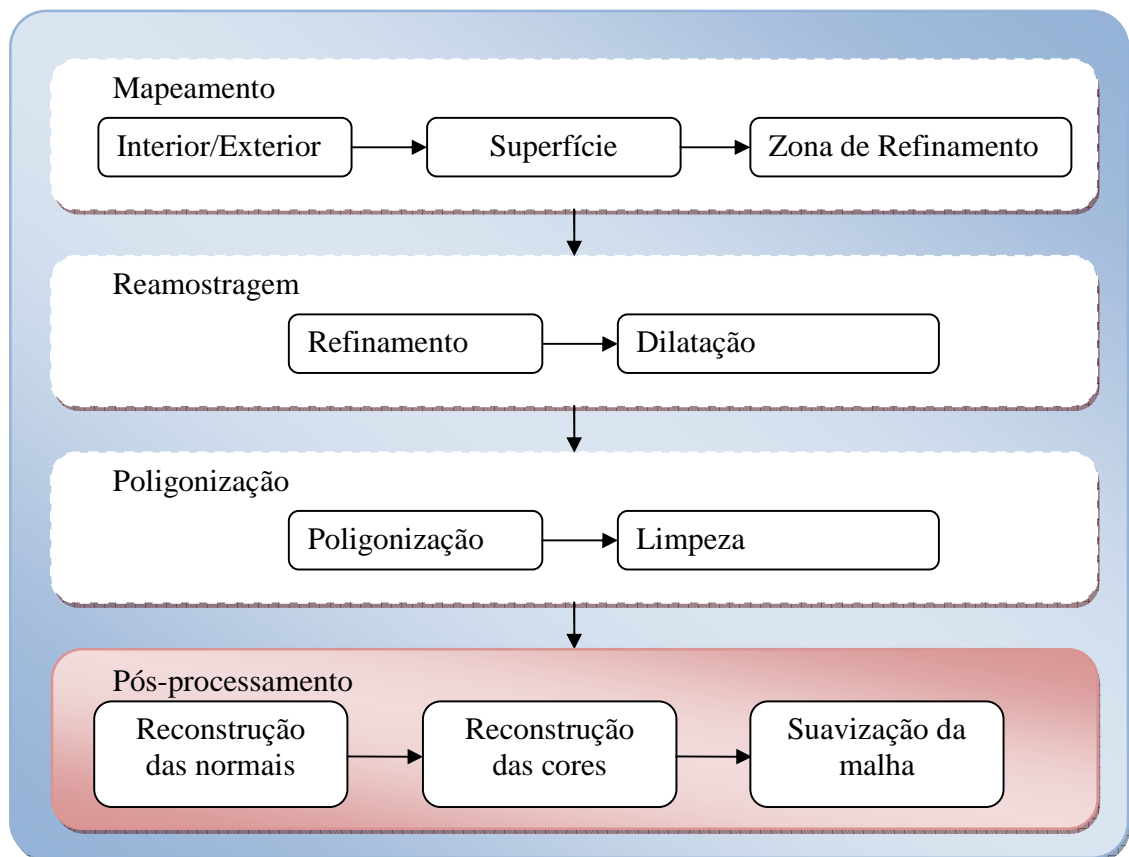 Mapeamento
Interior/Exterior
Superfície
Zona de Refinamento
Reamostragem
Refinamento
Dilatação
Poligonização
Poligonização
Limpeza
Pós-processamento
Reconstrução
das normais
Reconstrução
das cores
Suavização da
malha